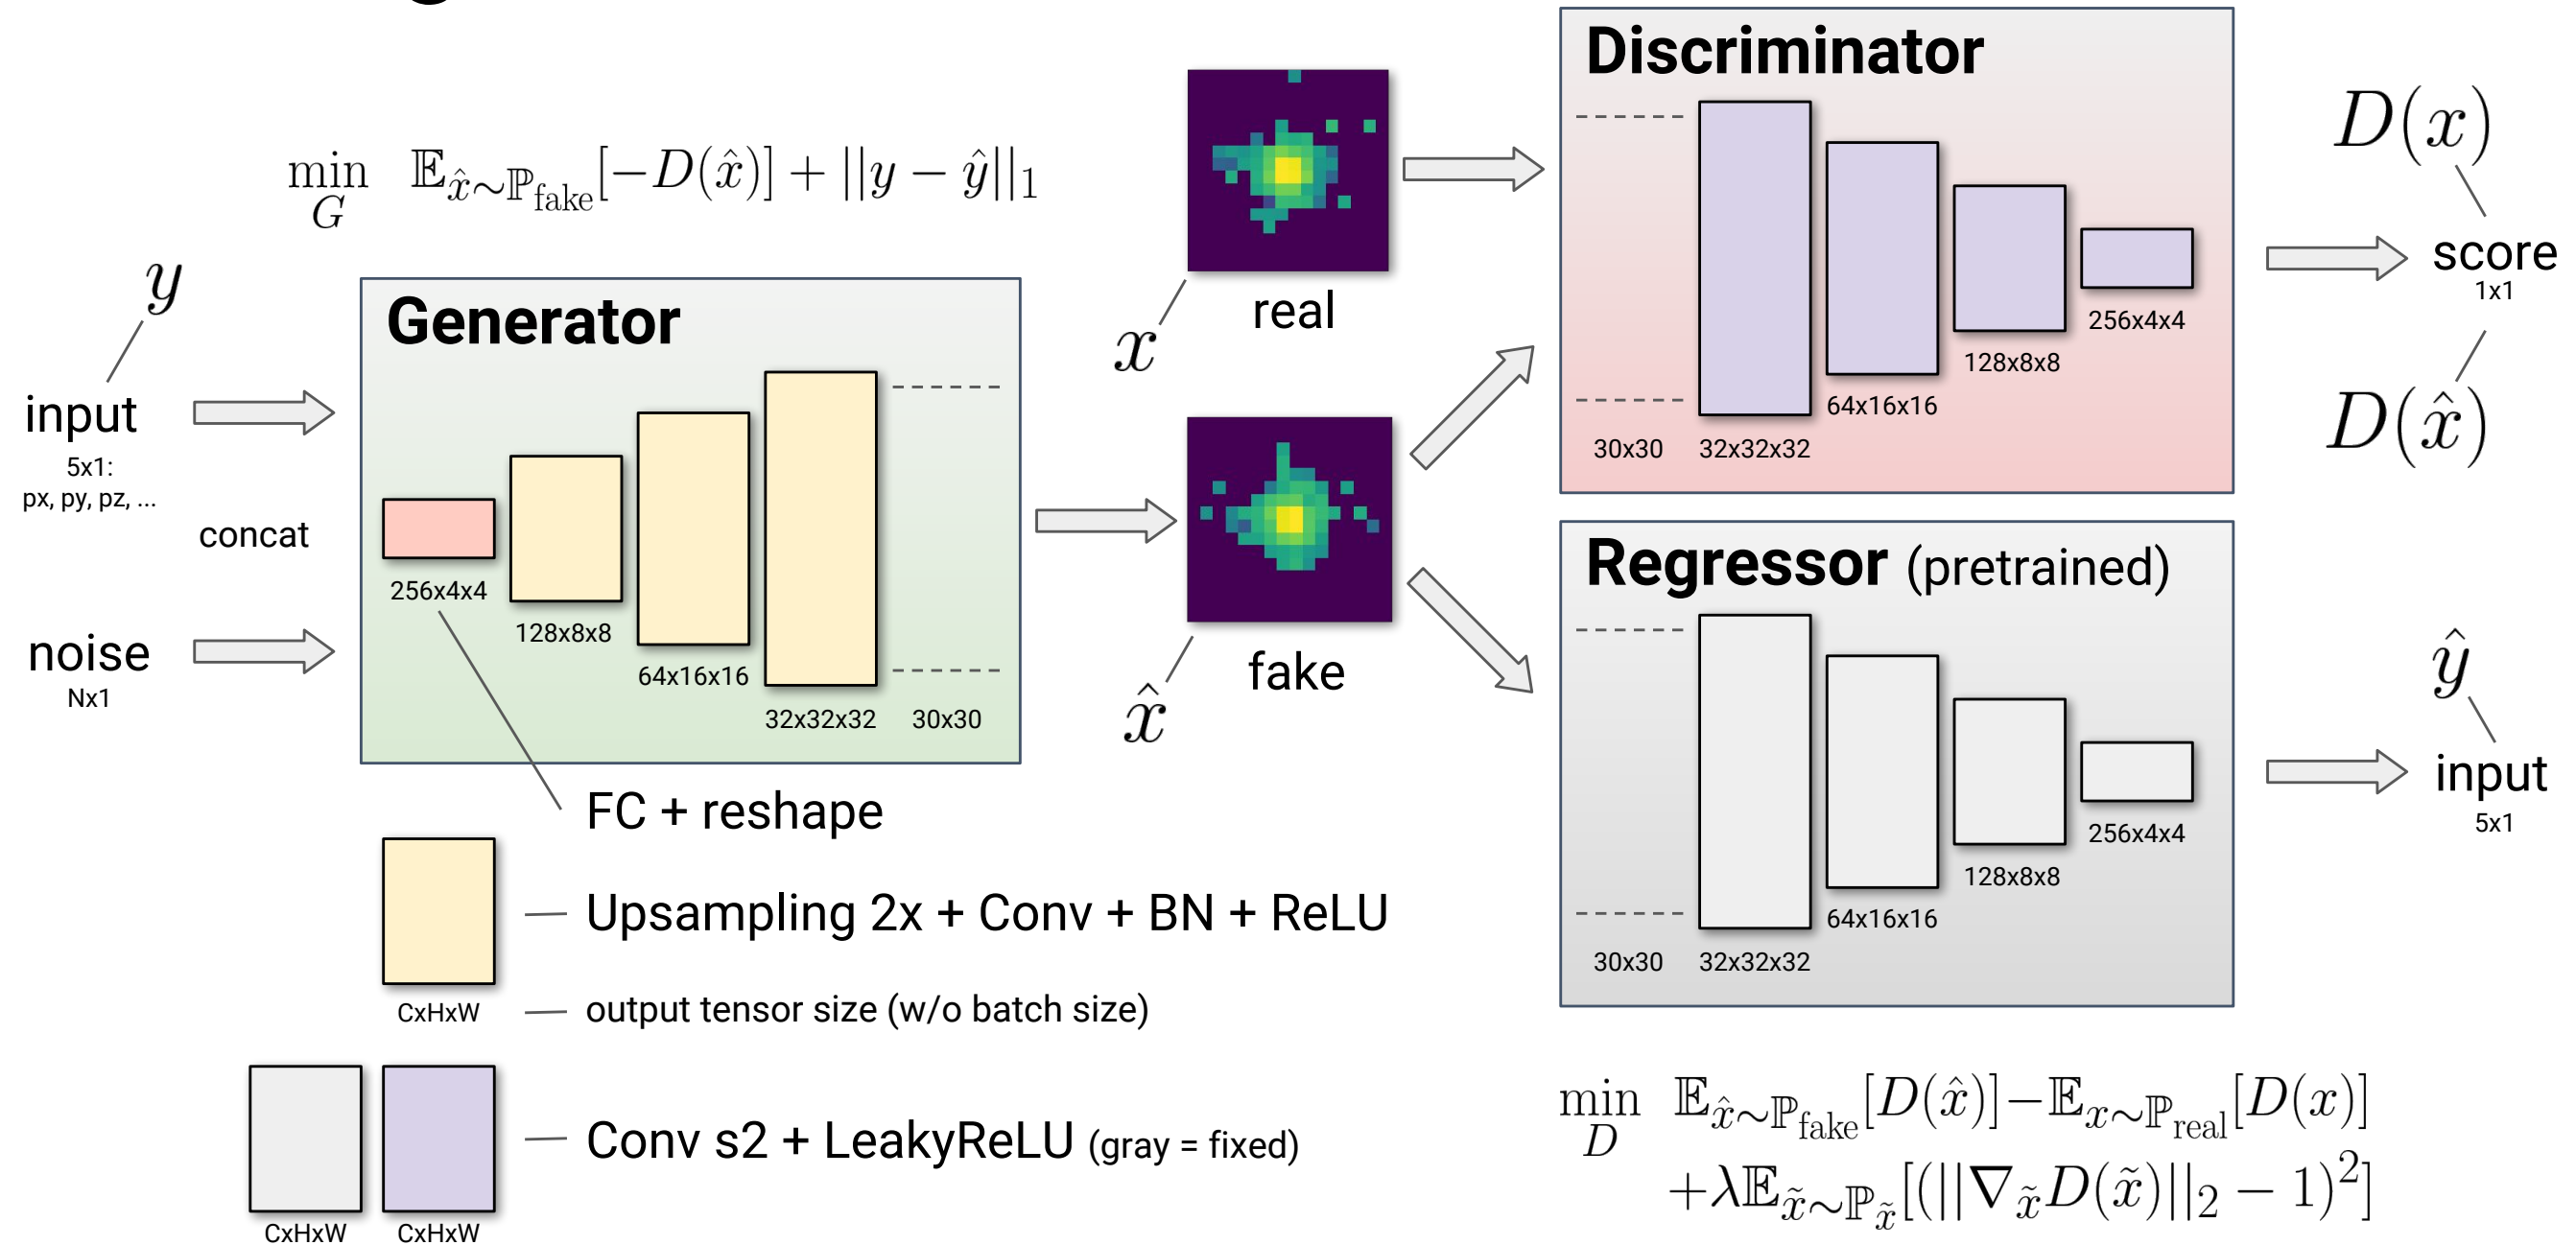 Discriminator
D(x)
30x30
32x32x32
64x16x16
128x8x8
256x4x4
score
1x1
D(x̂)
min_G 𝔼_{x̂∼ℙ_fake}[−D(x̂)] + ||y − ŷ||_1
y
input
5x1:
px, py, pz, ...
concat
noise
Nx1
Generator
256x4x4
128x8x8
64x16x16
32x32x32
30x30
x
real
x̂
fake
Regressor (pretrained)
30x30
32x32x32
64x16x16
128x8x8
256x4x4
ŷ
input
5x1
FC + reshape
Upsampling 2x + Conv + BN + ReLU
CxHxW
output tensor size (w/o batch size)
Conv s2 + LeakyReLU (gray = fixed)
CxHxW
CxHxW
min_D 𝔼_{x̂∼ℙ_fake}[D(x̂)]−𝔼_{x∼ℙ_real}[D(x)]
+λ𝔼_{x̃∼ℙ_x̃}[(||∇_x̃ D(x̃)||_2 − 1)^2]